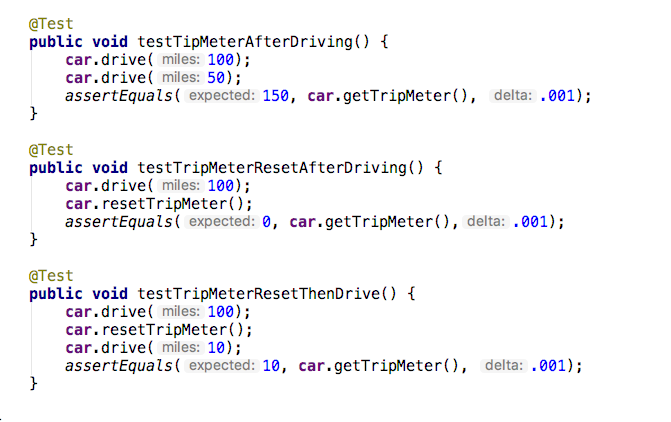 @Test
public void testTipMeterAfterDriving() {
car.drive( miles: 100);
car.drive( miles: 50);
assertEquals( expected: 150, car.getTripMeter(), delta: .001);
}
@Test
public void testTripMeterResetAfterDriving() {
car.drive( miles: 100);
car.resetTripMeter();
assertEquals( expected: 0, car.getTripMeter(), delta: .001);
}
@Test
public void testTripMeterResetThenDrive() {
car.drive( miles: 100);
car.resetTripMeter();
car.drive( miles: 10);
assertEquals( expected: 10, car.getTripMeter(), delta: .001);
}